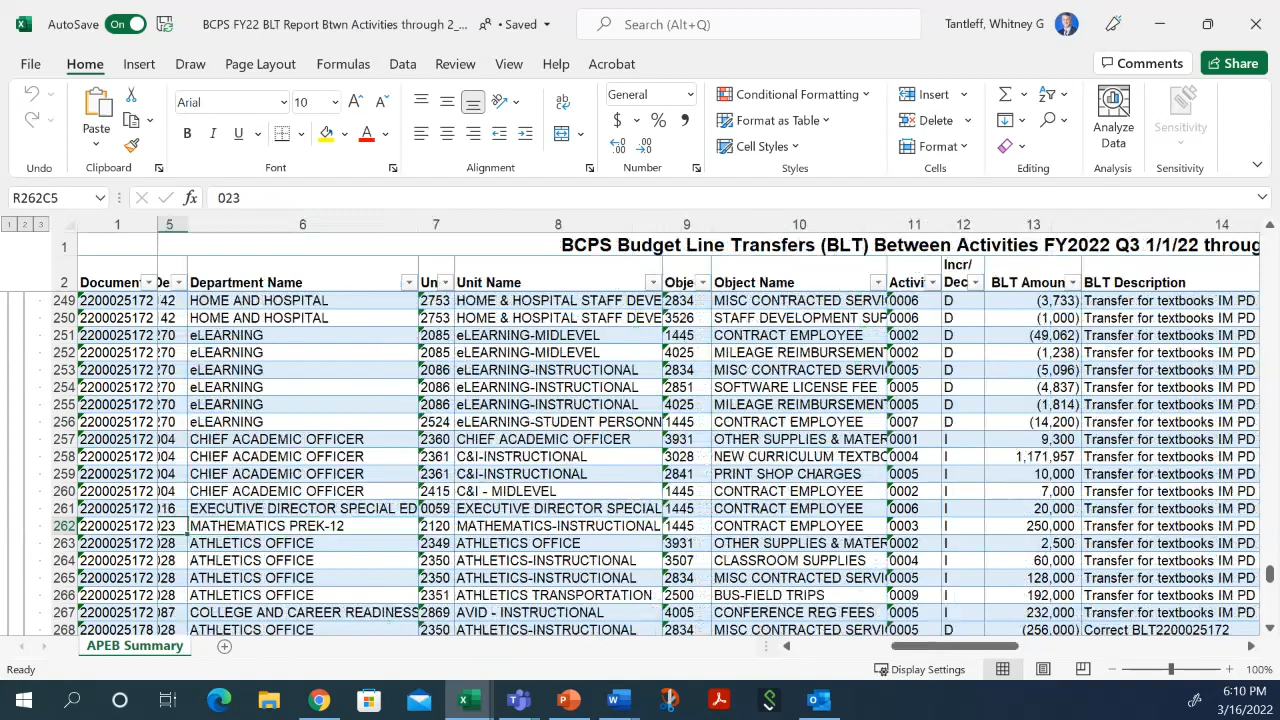 AutoSave On BCPS FY22 BLT Report Btwn Activities through 2_... • Saved Search (Alt+Q) Tantleff, Whitney G
File Home Insert Draw Page Layout Formulas Data Review View Help Acrobat Comments Share
Paste Arial 10 General Conditional Formatting Format as Table Cell Styles Insert Delete Format Analyze Data Sensitivity
Undo Clipboard Font Alignment Number Styles Cells Editing Analysis Sensitivity
R262C5 fx 023
1 2 3 1 5 6 7 8 9 10 11 12 13 14
1 BCPS Budget Line Transfers (BLT) Between Activities FY2022 Q3 1/1/22 throug
2 Documen De Department Name Un Unit Name Obje Object Name Activi Incr/ Dec BLT Amoun BLT Description
249 2200025172 42 HOME AND HOSPITAL 2753 HOME & HOSPITAL STAFF DEVE 2834 MISC CONTRACTED SERVI 0006 D (3,733) Transfer for textbooks IM PD
250 2200025172 42 HOME AND HOSPITAL 2753 HOME & HOSPITAL STAFF DEVE 3526 STAFF DEVELOPMENT SUP 0006 D (1,000) Transfer for textbooks IM PD
251 2200025172 270 eLEARNING 2085 eLEARNING-MIDLEVEL 1445 CONTRACT EMPLOYEE 0002 D (49,062) Transfer for textbooks IM PD
252 2200025172 270 eLEARNING 2085 eLEARNING-MIDLEVEL 4025 MILEAGE REIMBURSEMEN 0002 D (1,238) Transfer for textbooks IM PD
253 2200025172 270 eLEARNING 2086 eLEARNING-INSTRUCTIONAL 2834 MISC CONTRACTED SERVI 0005 D (5,096) Transfer for textbooks IM PD
254 2200025172 270 eLEARNING 2086 eLEARNING-INSTRUCTIONAL 2851 SOFTWARE LICENSE FEE 0005 D (4,837) Transfer for textbooks IM PD
255 2200025172 270 eLEARNING 2086 eLEARNING-INSTRUCTIONAL 4025 MILEAGE REIMBURSEMEN 0005 D (1,814) Transfer for textbooks IM PD
256 2200025172 270 eLEARNING 2524 eLEARNING-STUDENT PERSONN 1445 CONTRACT EMPLOYEE 0007 D (14,200) Transfer for textbooks IM PD
257 2200025172 004 CHIEF ACADEMIC OFFICER 2360 CHIEF ACADEMIC OFFICER 3931 OTHER SUPPLIES & MATER 0001 I 9,300 Transfer for textbooks IM PD
258 2200025172 004 CHIEF ACADEMIC OFFICER 2361 C&I-INSTRUCTIONAL 3028 NEW CURRICULUM TEXTBC 0004 I 1,171,957 Transfer for textbooks IM PD
259 2200025172 004 CHIEF ACADEMIC OFFICER 2361 C&I-INSTRUCTIONAL 2841 PRINT SHOP CHARGES 0005 I 10,000 Transfer for textbooks IM PD
260 2200025172 004 CHIEF ACADEMIC OFFICER 2415 C&I - MIDLEVEL 1445 CONTRACT EMPLOYEE 0002 I 7,000 Transfer for textbooks IM PD
261 2200025172 016 EXECUTIVE DIRECTOR SPECIAL ED 0059 EXECUTIVE DIRECTOR SPECIAL 1445 CONTRACT EMPLOYEE 0006 I 20,000 Transfer for textbooks IM PD
262 2200025172 023 MATHEMATICS PREK-12 2120 MATHEMATICS-INSTRUCTIONAL 1445 CONTRACT EMPLOYEE 0003 I 250,000 Transfer for textbooks IM PD
263 2200025172 028 ATHLETICS OFFICE 2349 ATHLETICS OFFICE 3931 OTHER SUPPLIES & MATER 0002 I 2,500 Transfer for textbooks IM PD
264 2200025172 028 ATHLETICS OFFICE 2350 ATHLETICS-INSTRUCTIONAL 3507 CLASSROOM SUPPLIES 0004 I 60,000 Transfer for textbooks IM PD
265 2200025172 028 ATHLETICS OFFICE 2350 ATHLETICS-INSTRUCTIONAL 2834 MISC CONTRACTED SERVI 0005 I 128,000 Transfer for textbooks IM PD
266 2200025172 028 ATHLETICS OFFICE 2351 ATHLETICS TRANSPORTATION 2500 BUS-FIELD TRIPS 0009 I 192,000 Transfer for textbooks IM PD
267 2200025172 087 COLLEGE AND CAREER READINESS 2869 AVID - INSTRUCTIONAL 4005 CONFERENCE REG FEES 0005 I 232,000 Transfer for textbooks IM PD
268 2200025178 028 ATHLETICS OFFICE 2350 ATHLETICS-INSTRUCTIONAL 2834 MISC CONTRACTED SERVI 0005 D (256,000) Correct BLT2200025172
APEB Summary
Ready Display Settings 100%
6:10 PM
3/16/2022